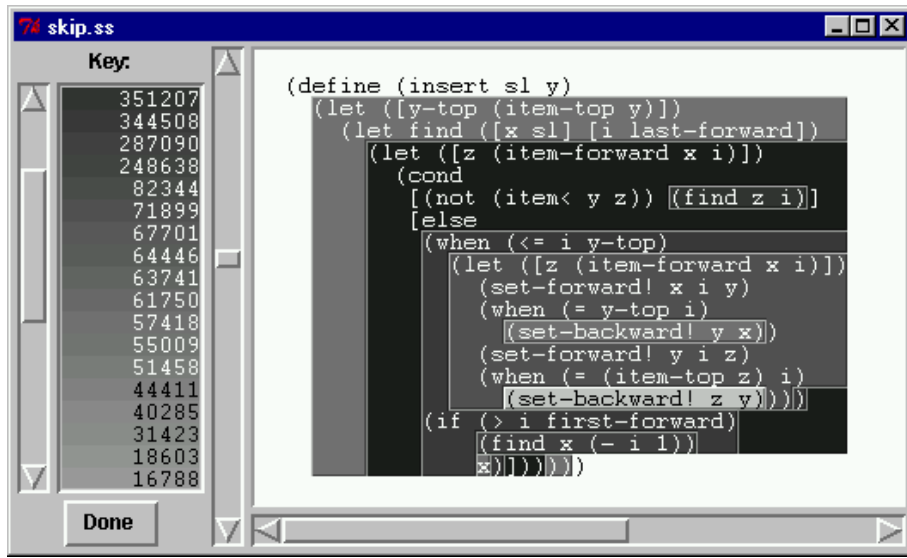 skip.ss
Key:
351207
344508
287090
248638
82344
71899
67701
64446
63741
61750
57418
55009
51458
44411
40285
31423
18603
16788
Done
(define (insert sl y)
(let ([y-top (item-top y)])
(let find ([x sl] [i last-forward])
(let ([z (item-forward x i)])
(cond
[(not (item< y z)) (find z i)]
[else
(when (<= i y-top)
(let ([z (item-forward x i)])
(set-forward! x i y)
(when (= y-top i)
(set-backward! y x))
(set-forward! y i z)
(when (= (item-top z) i)
(set-backward! z y))))
(if (> i first-forward)
(find x (- i 1))
x)]))))))